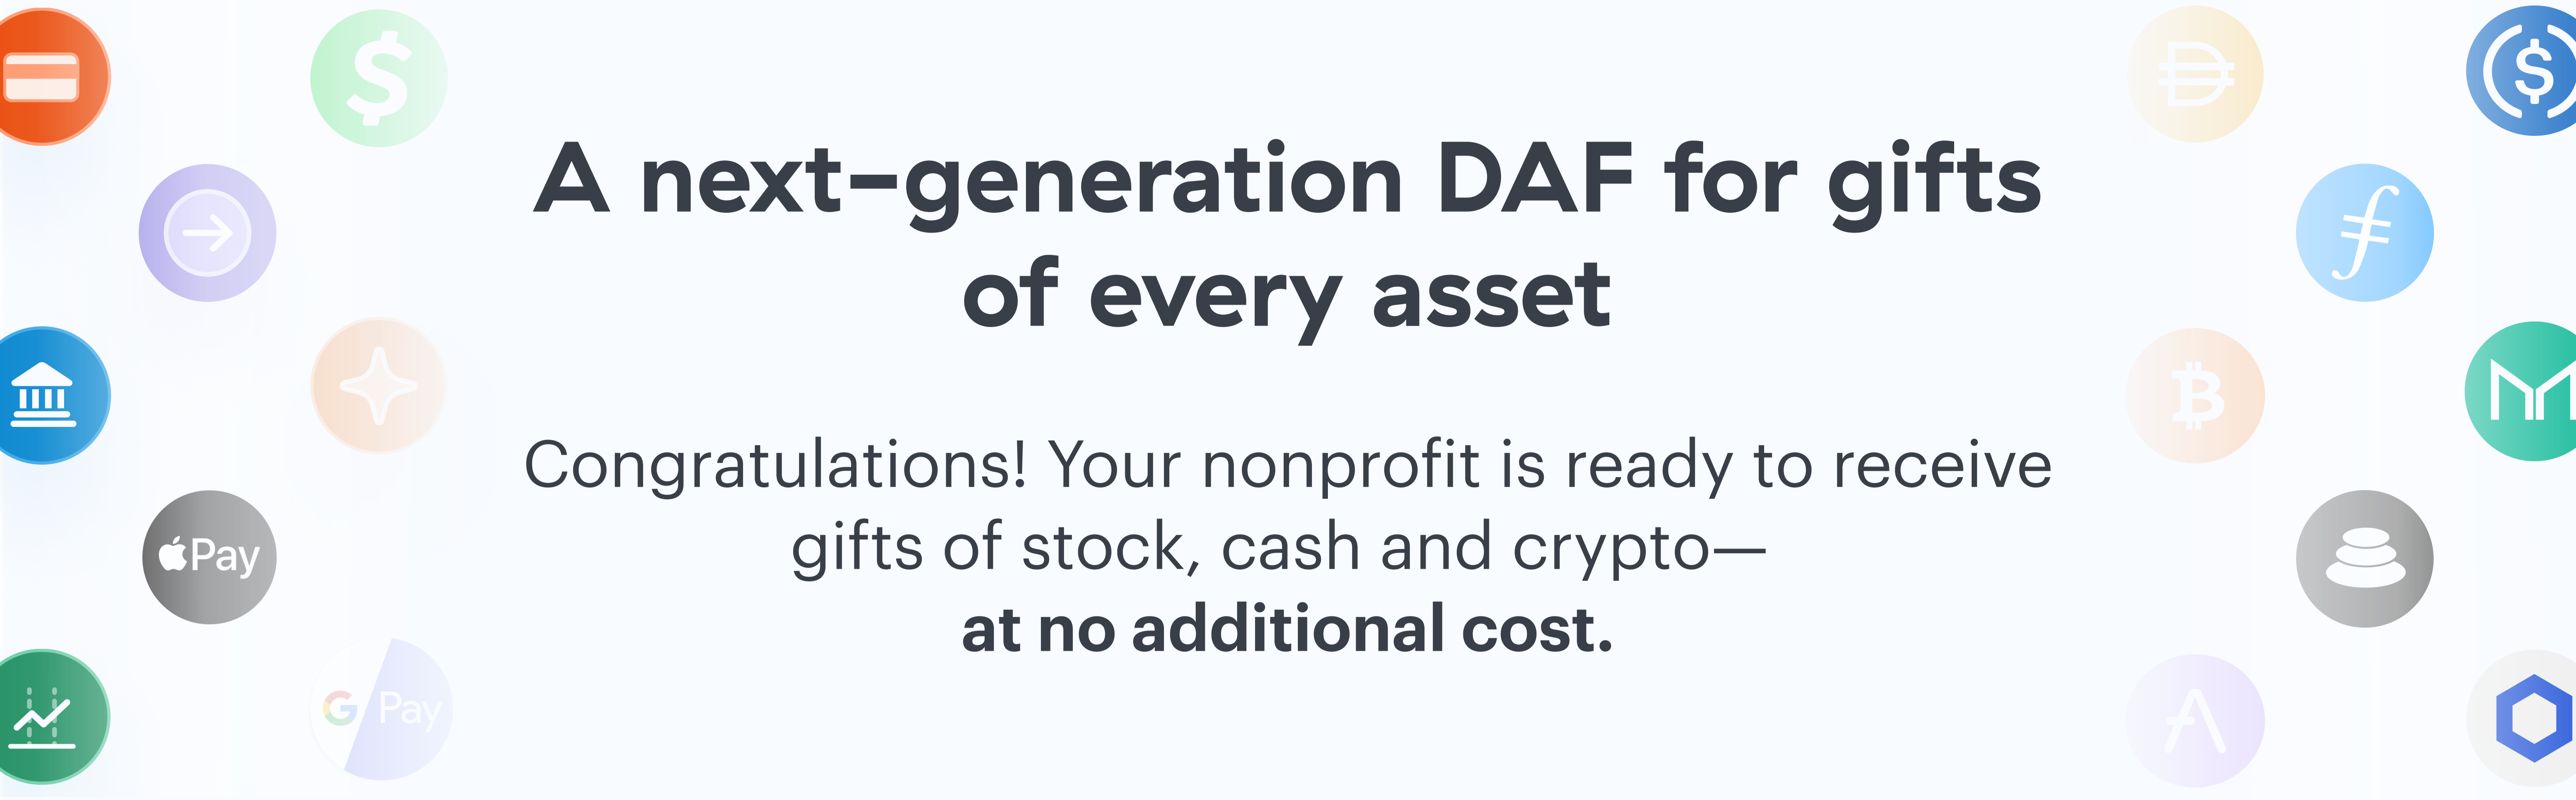 A next-generation DAF for gifts
of every asset
Congratulations! Your nonprofit is ready to receive
gifts of stock, cash and crypto—
at no additional cost.
Pay
G Pay